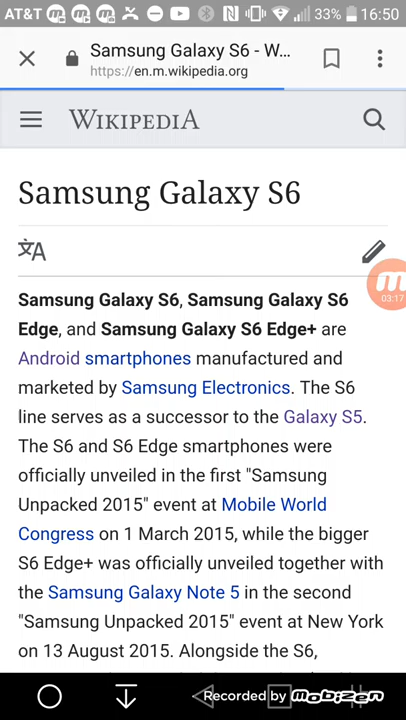 AT&T 33% 16:50
Samsung Galaxy S6 - W...
https://en.m.wikipedia.org
WIKIPEDIA
Samsung Galaxy S6
文A
Samsung Galaxy S6, Samsung Galaxy S6
Edge, and Samsung Galaxy S6 Edge+ are
03:17
Android smartphones manufactured and
marketed by Samsung Electronics. The S6
line serves as a successor to the Galaxy S5.
The S6 and S6 Edge smartphones were
officially unveiled in the first "Samsung
Unpacked 2015" event at Mobile World
Congress on 1 March 2015, while the bigger
S6 Edge+ was officially unveiled together with
the Samsung Galaxy Note 5 in the second
"Samsung Unpacked 2015" event at New York
on 13 August 2015. Alongside the S6,
Recorded by Mobizen